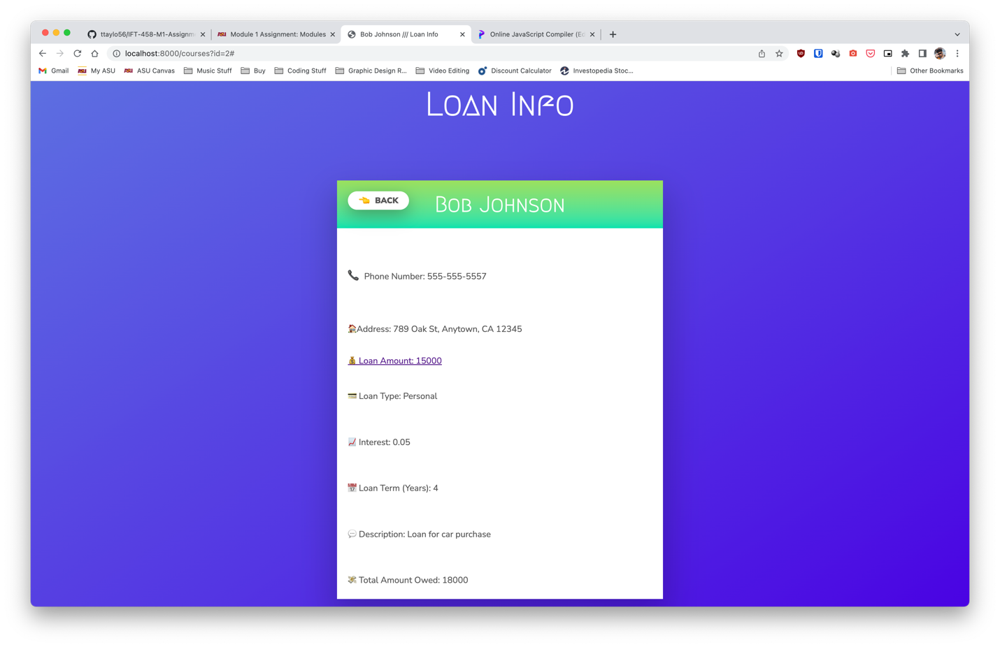 ttaylo56/IFT-458-M1-Assignm
Module 1 Assignment: Modules
Bob Johnson /// Loan Info
Online JavaScript Compiler (Ed
localhost:8000/courses?id=2#
Gmail
My ASU
ASU Canvas
Music Stuff
Buy
Coding Stuff
Graphic Design R...
Video Editing
Discount Calculator
Investopedia Stoc...
Other Bookmarks
Loan Info
👈 BACK
Bob Johnson
📞 Phone Number: 555-555-5557
🏠Address: 789 Oak St, Anytown, CA 12345
💰 Loan Amount: 15000
💳 Loan Type: Personal
📈 Interest: 0.05
📅 Loan Term (Years): 4
💬 Description: Loan for car purchase
💸 Total Amount Owed: 18000